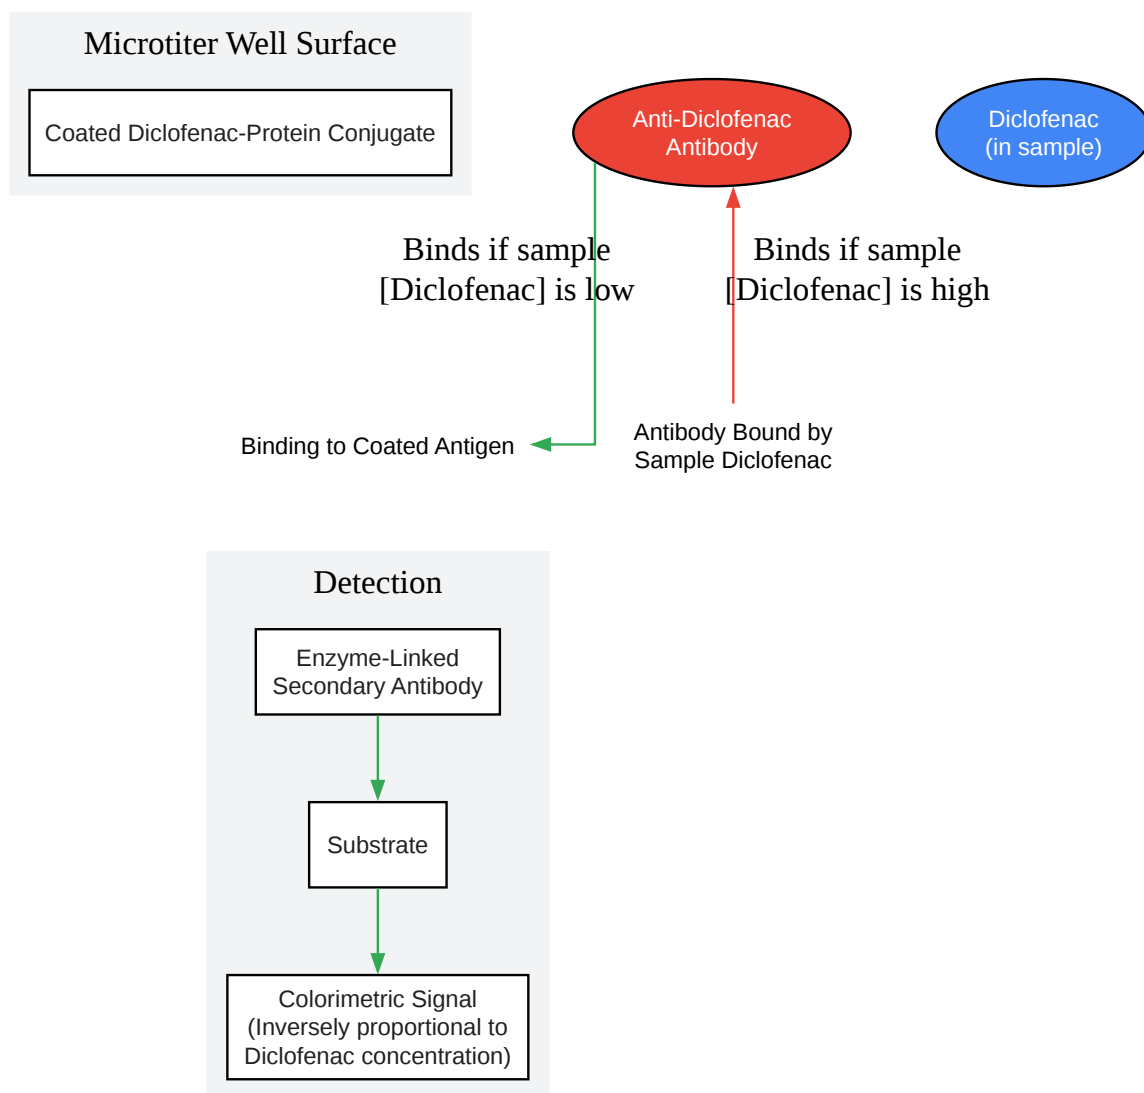 Microtiter Well Surface
Coated Diclofenac-Protein Conjugate
Anti-Diclofenac
Antibody
Diclofenac
(in sample)
Binds if sample
[Diclofenac] is low
Binds if sample
[Diclofenac] is high
Binding to Coated Antigen
Antibody Bound by
Sample Diclofenac
Detection
Enzyme-Linked
Secondary Antibody
Substrate
Colorimetric Signal
(Inversely proportional to
Diclofenac concentration)